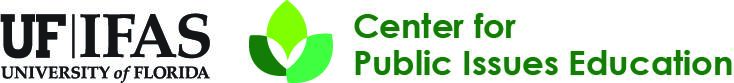 UF|IFAS
UNIVERSITY of FLORIDA
Center for
Public Issues Education